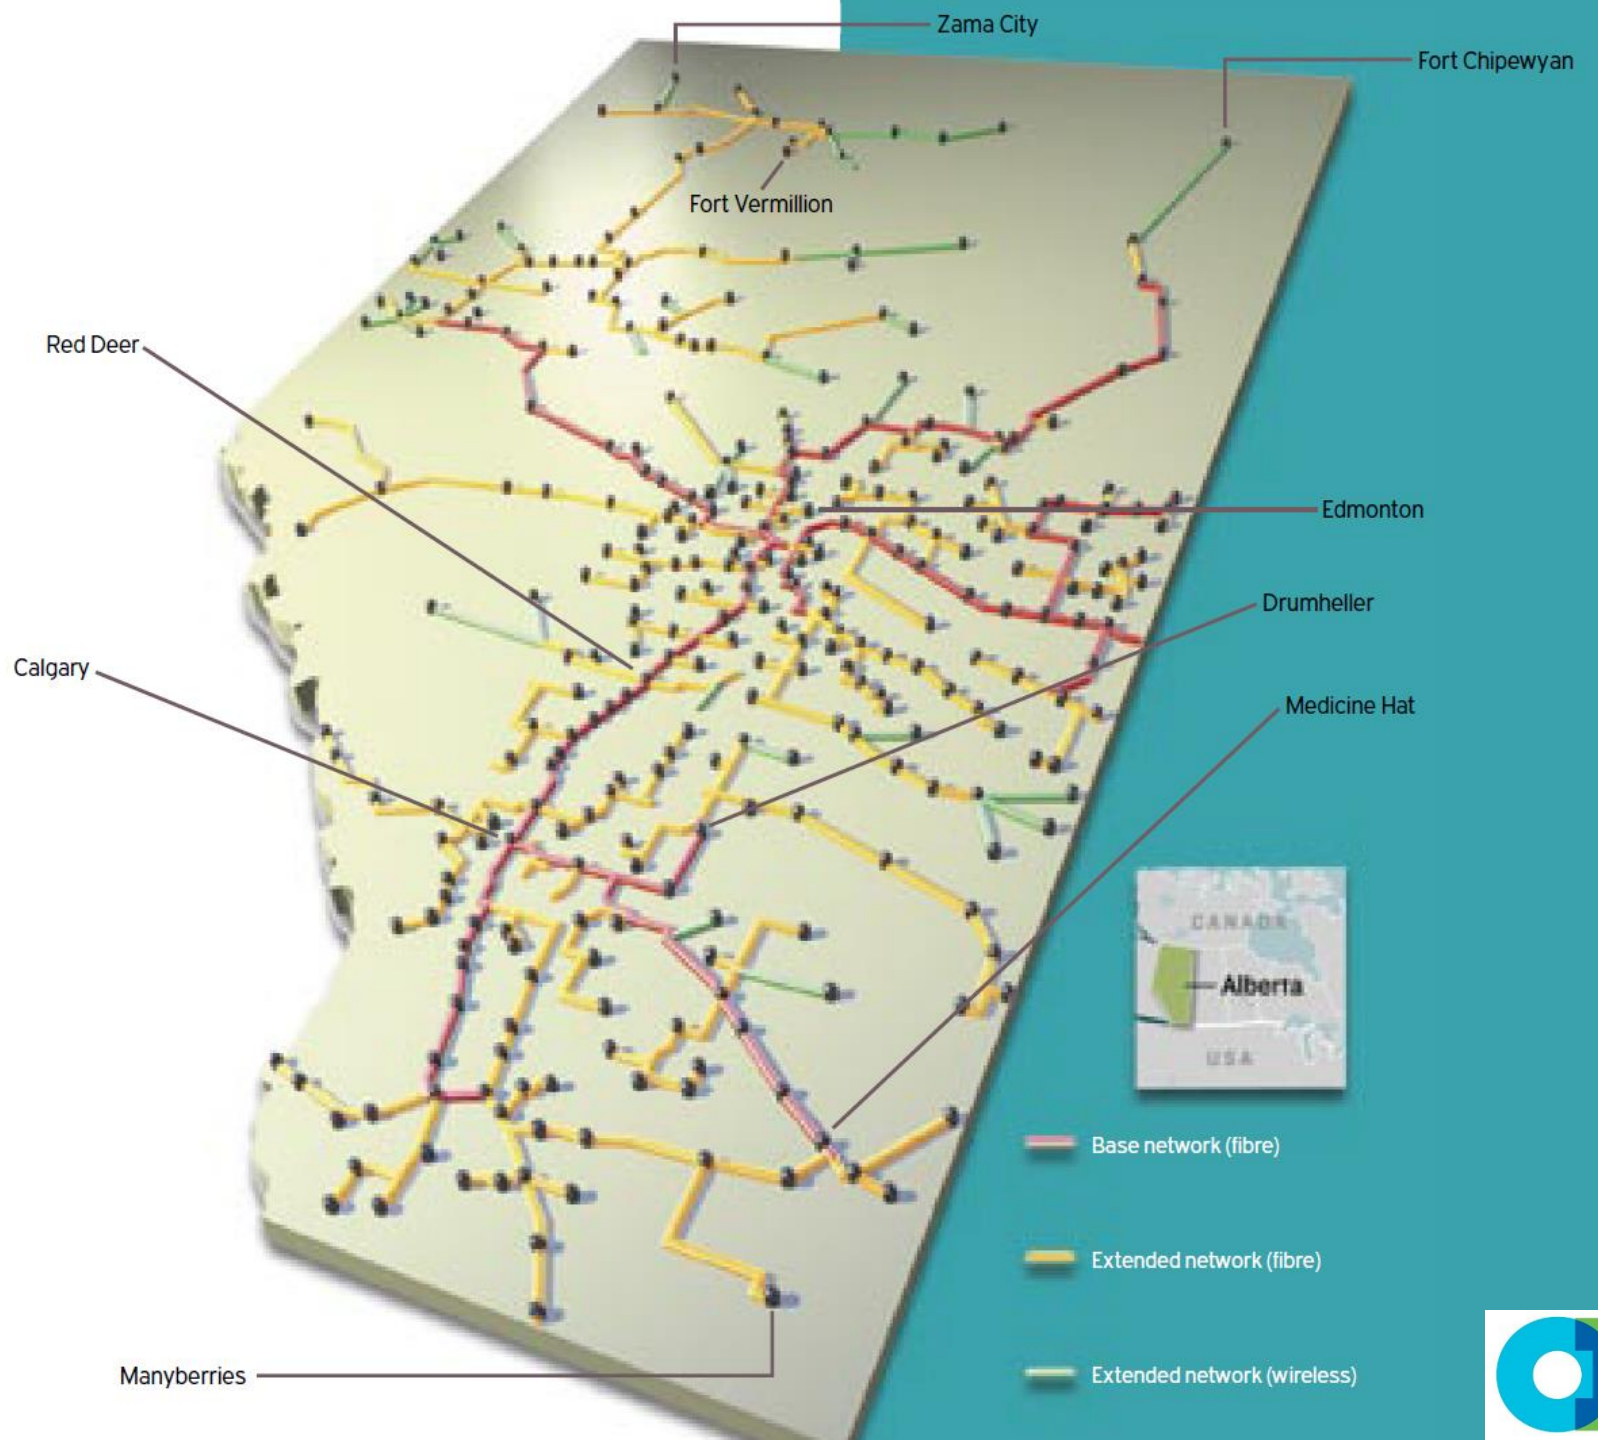 Zama City
Fort Chipewyan
Fort Vermillion
Red Deer
Edmonton
Drumheller
Calgary
Medicine Hat
CANADA
Alberta
USA
Base network (fibre)
Extended network (fibre)
Extended network (wireless)
Manyberries